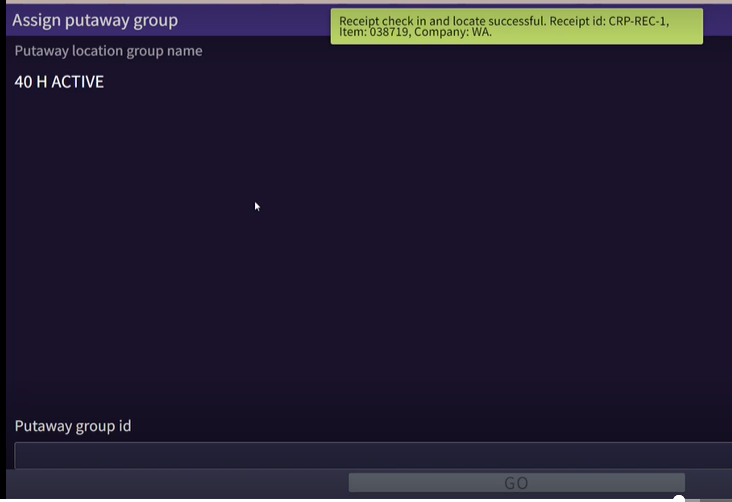 Assign putaway group
Receipt check in and locate successful. Receipt id: CRP-REC-1,
Item: 038719, Company: WA.
Putaway location group name
40 H ACTIVE
Putaway group id
GO